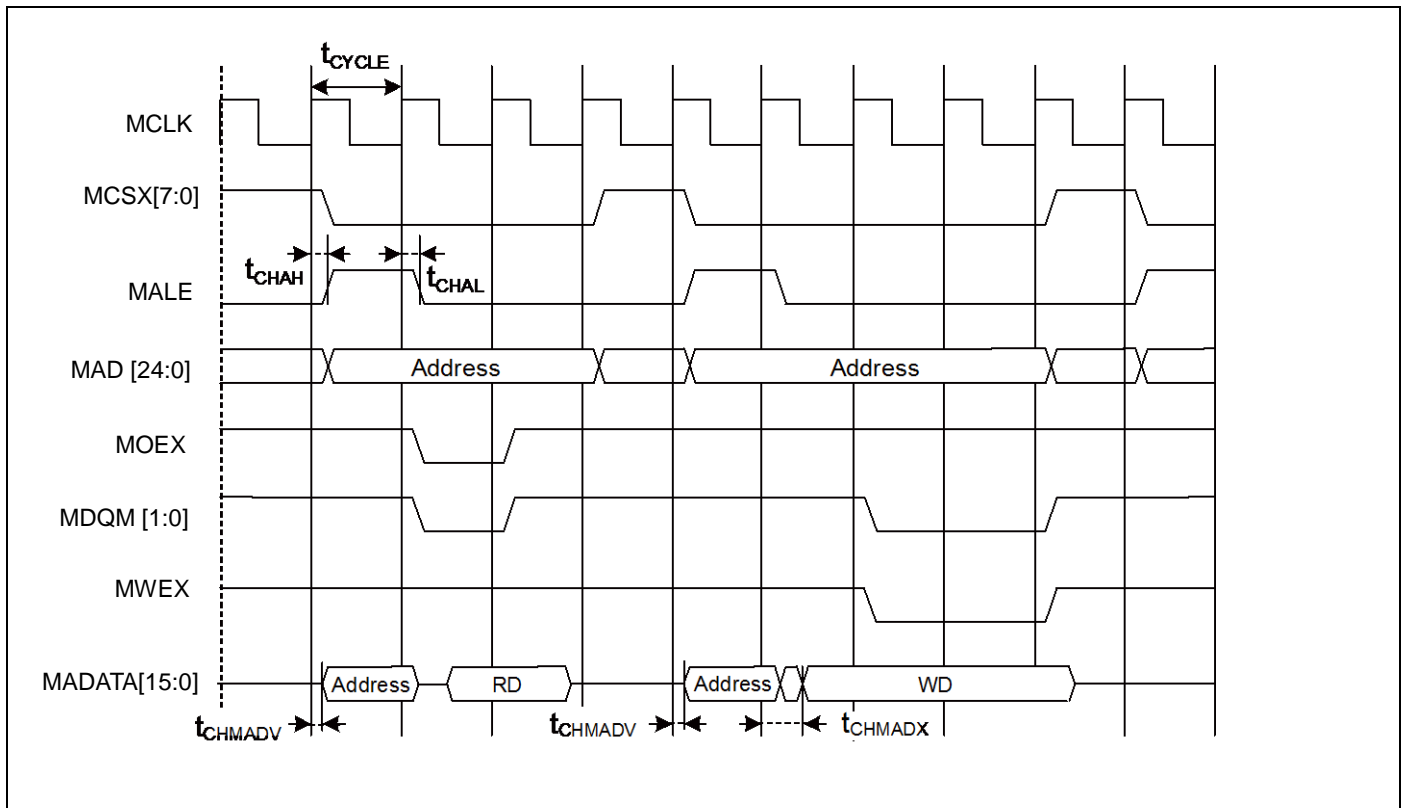 tCYCLE
MCLK
MCSX[7:0]
tCHAH
tCHAL
MALE
MAD [24:0]
Address
Address
MOEX
MDQM [1:0]
MWEX
MADATA[15:0]
Address
RD
Address
WD
tCHMADV
tCHMADV
tCHMADX